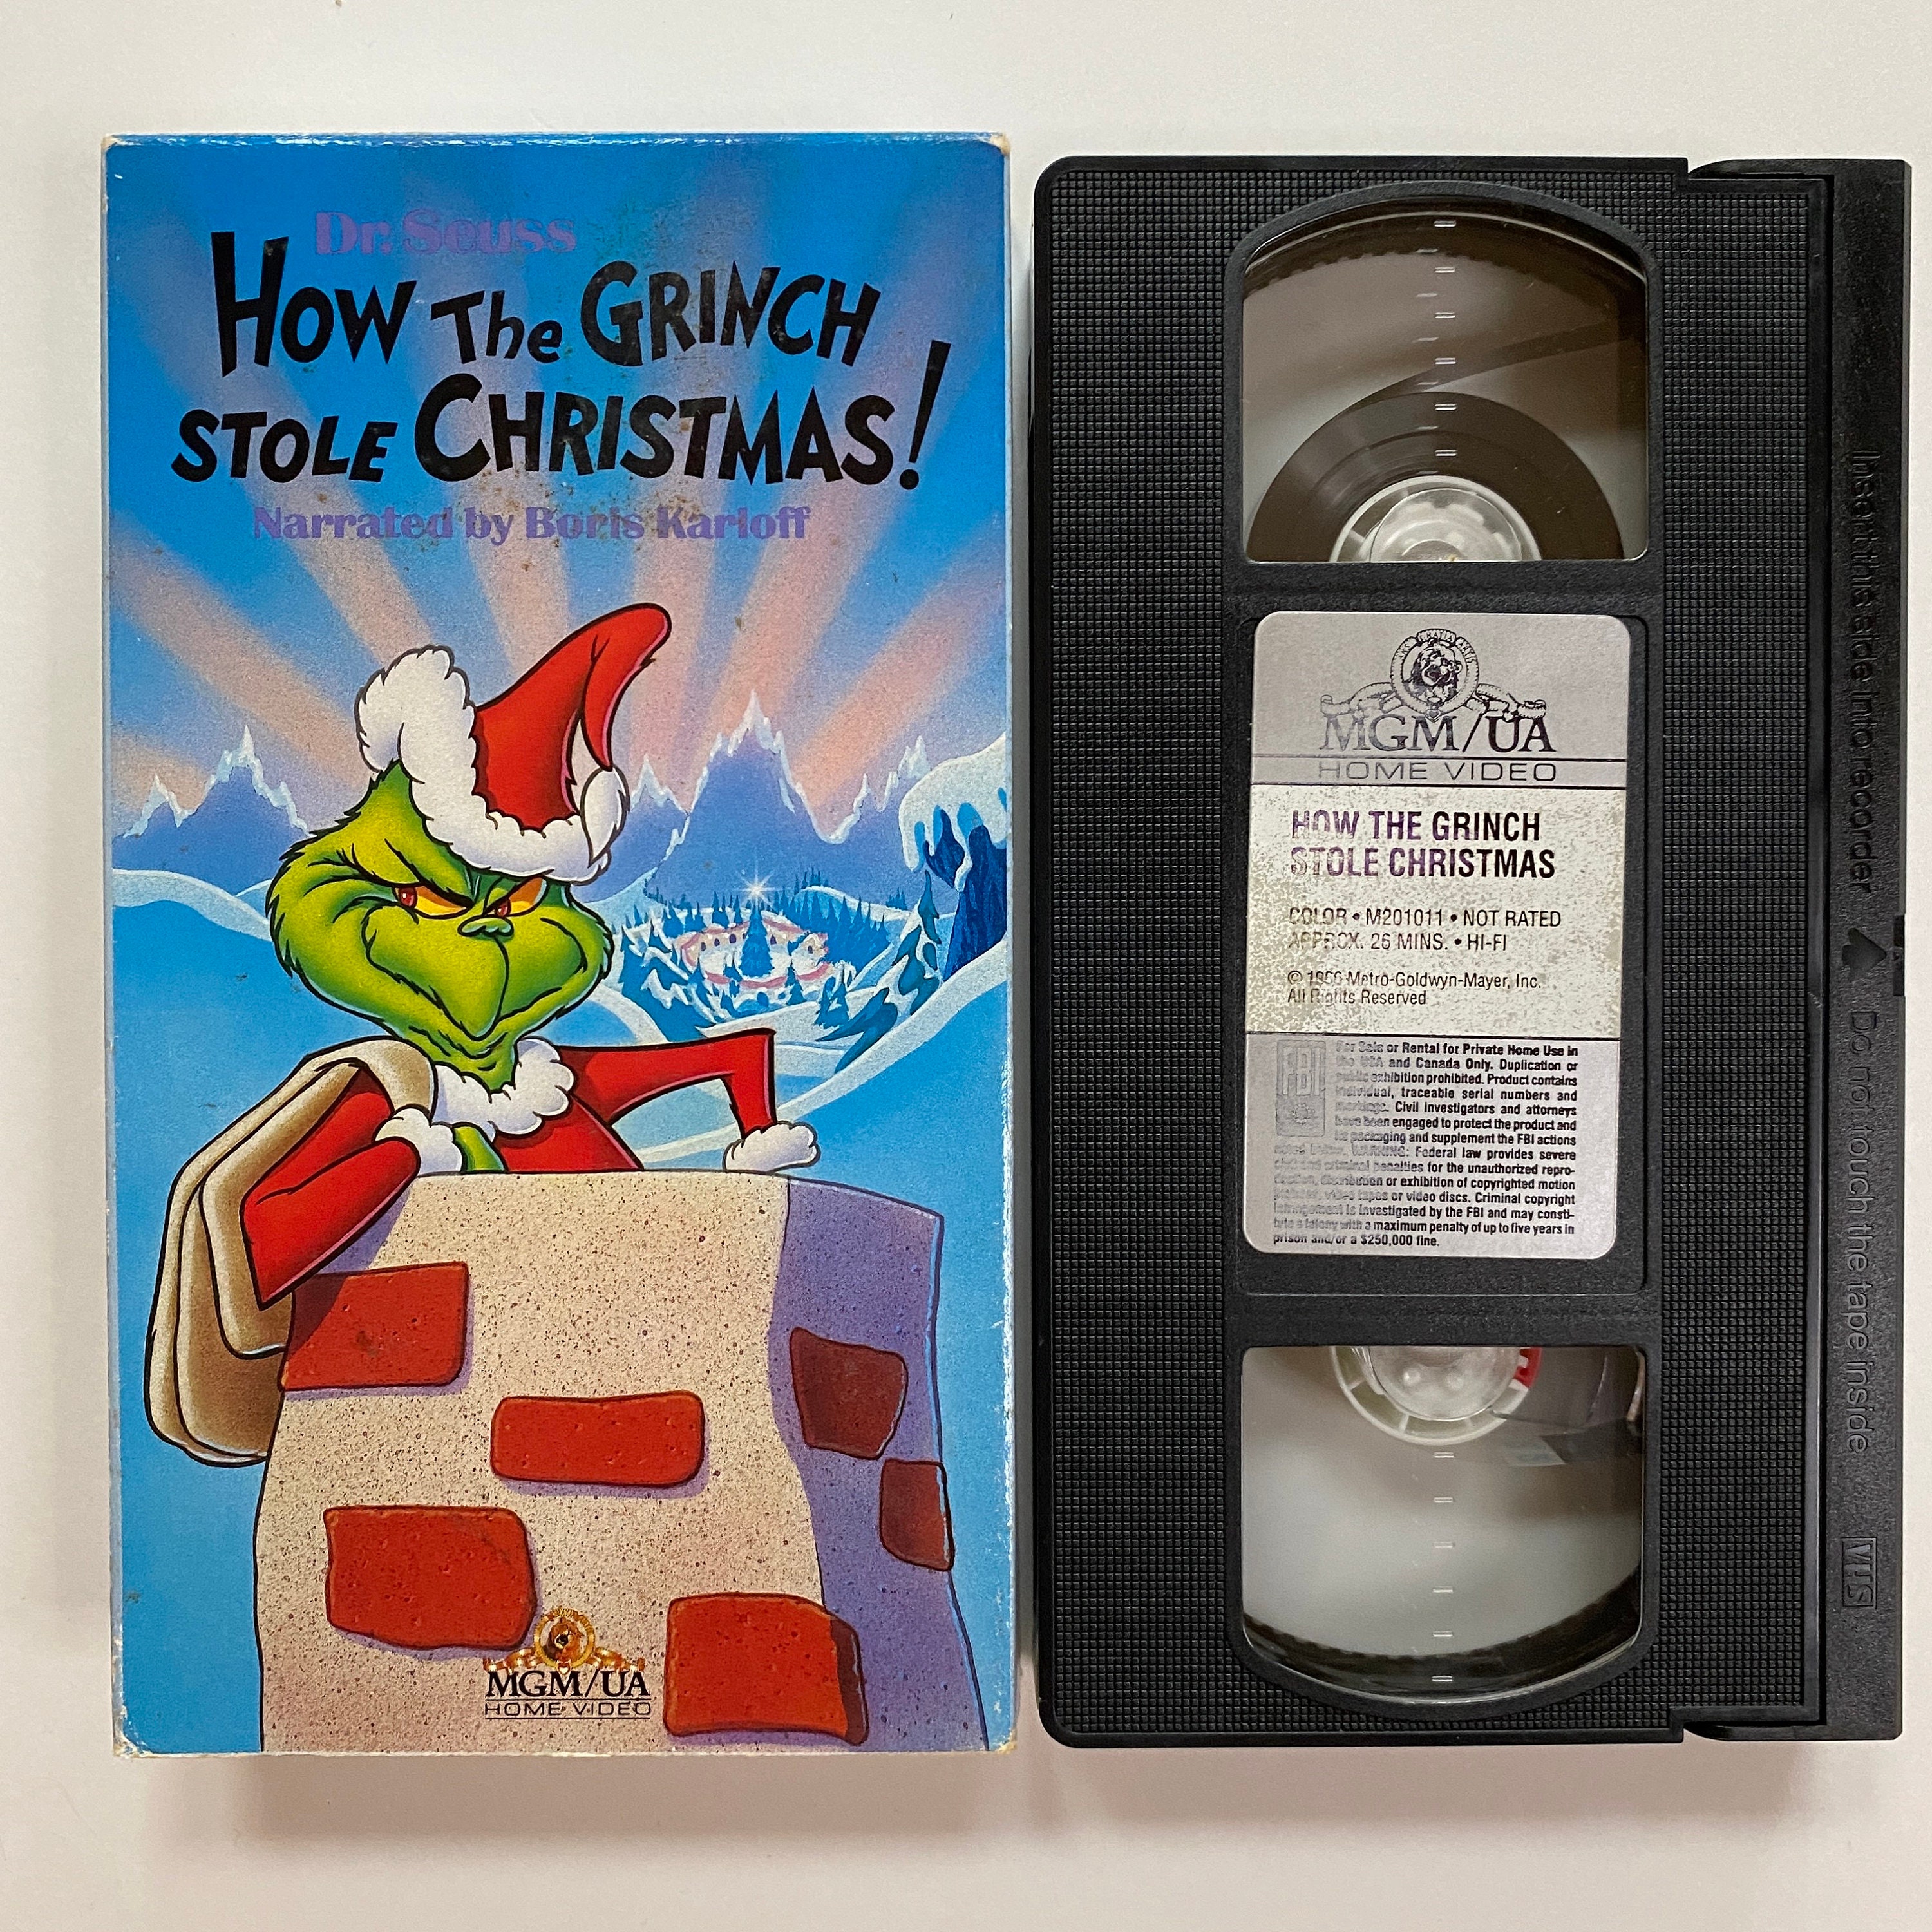 Dr. Seuss
HOW The GRINCH
STOLE CHRISTMAS!
Narrated by Boris Karloff
MGM/UA
HOME VIDEO
ARS GRATIA ARTIS
MGM/UA
HOME VIDEO
HOW THE GRINCH
STOLE CHRISTMAS
COLOR • M201011 • NOT RATED
APPROX. 26 MINS. • HI-FI
© 1966 Metro-Goldwyn-Mayer, Inc.
All Rights Reserved
FBI
For Sale or Rental for Private Home Use in
the USA and Canada Only. Duplication or
public exhibition prohibited. Product contains
individual, traceable serial numbers and
markings. Civil investigators and attorneys
have been engaged to protect the product and
its packaging and supplement the FBI actions
noted below. WARNING: Federal law provides severe
civil and criminal penalties for the unauthorized repro-
duction, distribution or exhibition of copyrighted motion
pictures, video tapes or video discs. Criminal copyright
infringement is investigated by the FBI and may consti-
tute a felony with a maximum penalty of up to five years in
prison and/or a $250,000 fine.
Insert this side into recorder
Do not touch the tape inside
VHS